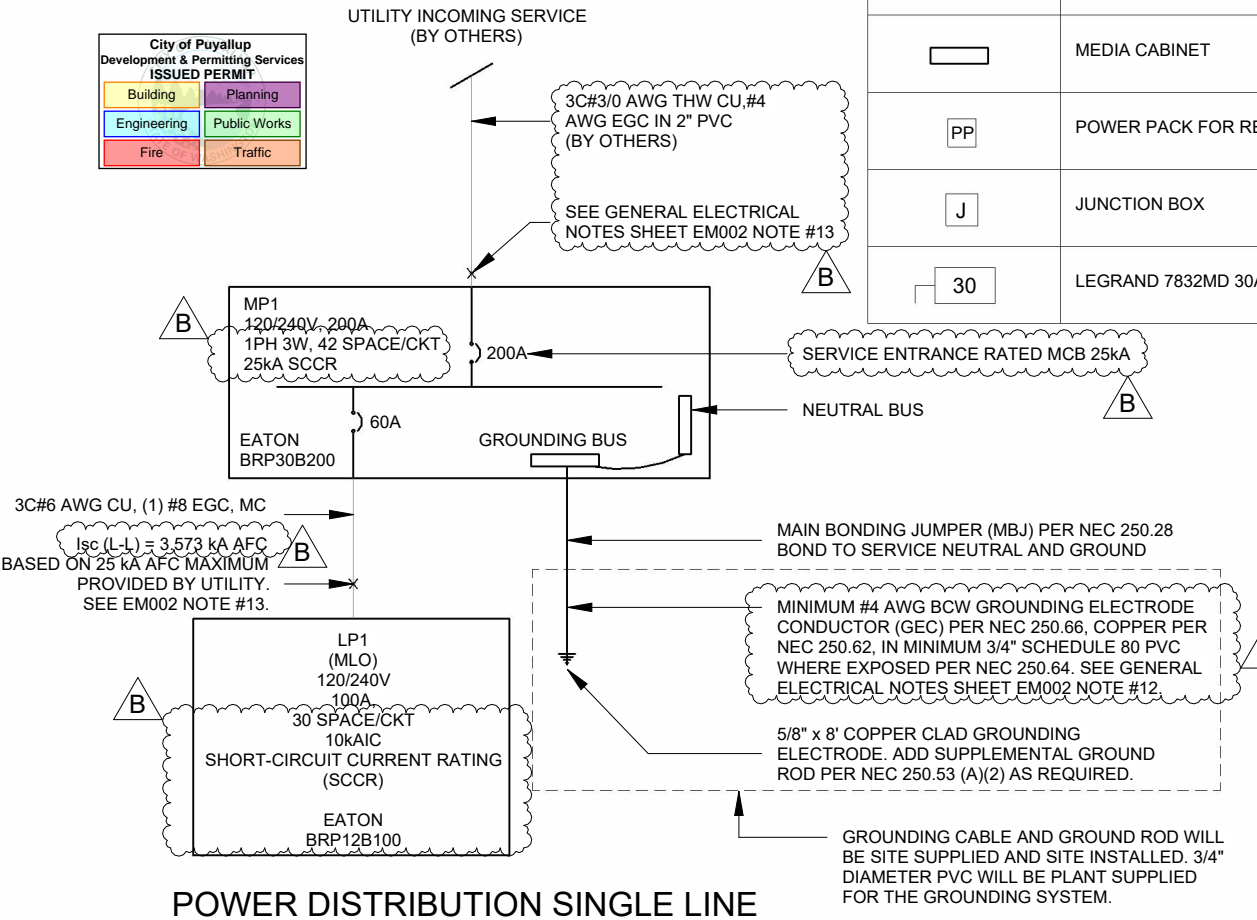 UTILITY INCOMING SERVICE
(BY OTHERS)
City of Puyallup
Development & Permitting Services
ISSUED PERMIT
Building
Planning
Engineering
Public Works
Fire
Traffic
3C#3/0 AWG THW CU,#4
AWG EGC IN 2" PVC
(BY OTHERS)
SEE GENERAL ELECTRICAL
NOTES SHEET EM002 NOTE #13
B
MEDIA CABINET
PP
POWER PACK FOR RE
J
JUNCTION BOX
30
LEGRAND 7832MD 30A
B
MP1
120/240V, 200A
1PH 3W, 42 SPACE/CKT
25kA SCCR
200A
SERVICE ENTRANCE RATED MCB 25kA
B
NEUTRAL BUS
60A
GROUNDING BUS
EATON
BRP30B200
3C#6 AWG CU, (1) #8 EGC, MC
Isc (L-L) = 3.573 kA AFC
B
BASED ON 25 kA AFC MAXIMUM
PROVIDED BY UTILITY.
SEE EM002 NOTE #13.
MAIN BONDING JUMPER (MBJ) PER NEC 250.28
BOND TO SERVICE NEUTRAL AND GROUND
MINIMUM #4 AWG BCW GROUNDING ELECTRODE
CONDUCTOR (GEC) PER NEC 250.66, COPPER PER
NEC 250.62, IN MINIMUM 3/4" SCHEDULE 80 PVC
WHERE EXPOSED PER NEC 250.64. SEE GENERAL
ELECTRICAL NOTES SHEET EM002 NOTE #12.
B
LP1
(MLO)
120/240V
100A,
30 SPACE/CKT
10kAIC
SHORT-CIRCUIT CURRENT RATING
(SCCR)
EATON
BRP12B100
5/8" x 8' COPPER CLAD GROUNDING
ELECTRODE. ADD SUPPLEMENTAL GROUND
ROD PER NEC 250.53 (A)(2) AS REQUIRED.
GROUNDING CABLE AND GROUND ROD WILL
BE SITE SUPPLIED AND SITE INSTALLED. 3/4"
DIAMETER PVC WILL BE PLANT SUPPLIED
FOR THE GROUNDING SYSTEM.
POWER DISTRIBUTION SINGLE LINE